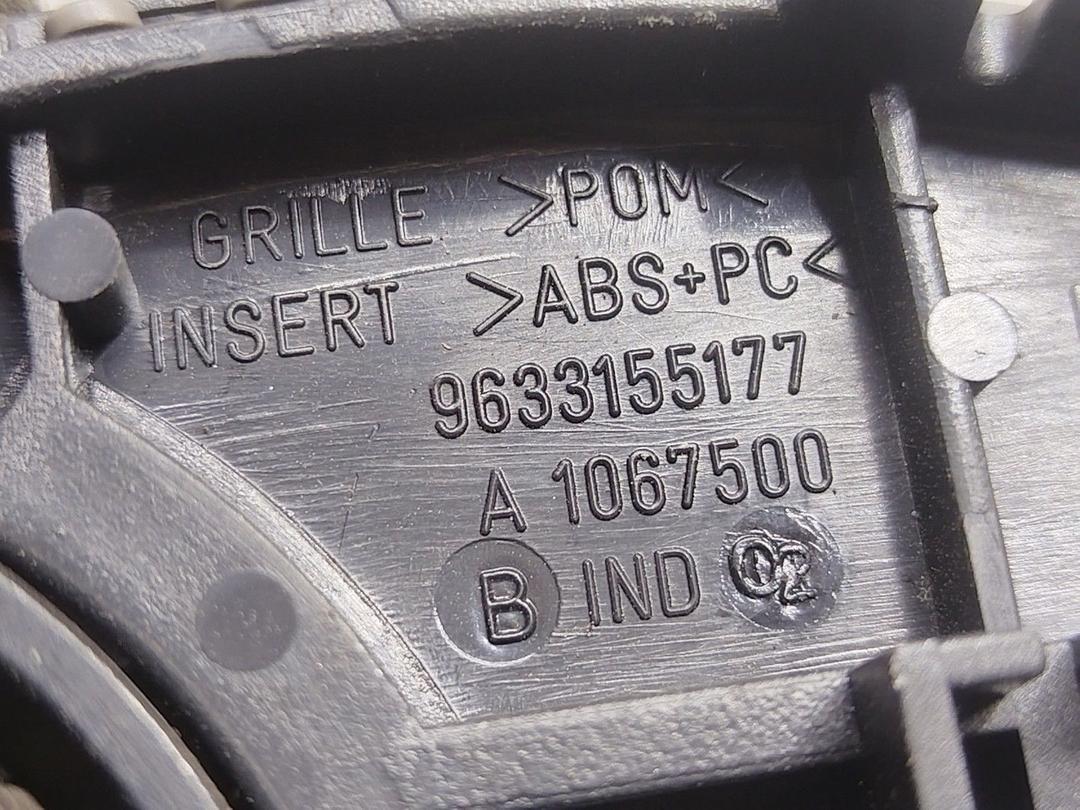 GRILLE >POM<
INSERT >ABS+PC<
9633155177
A 1067500
B IND 02